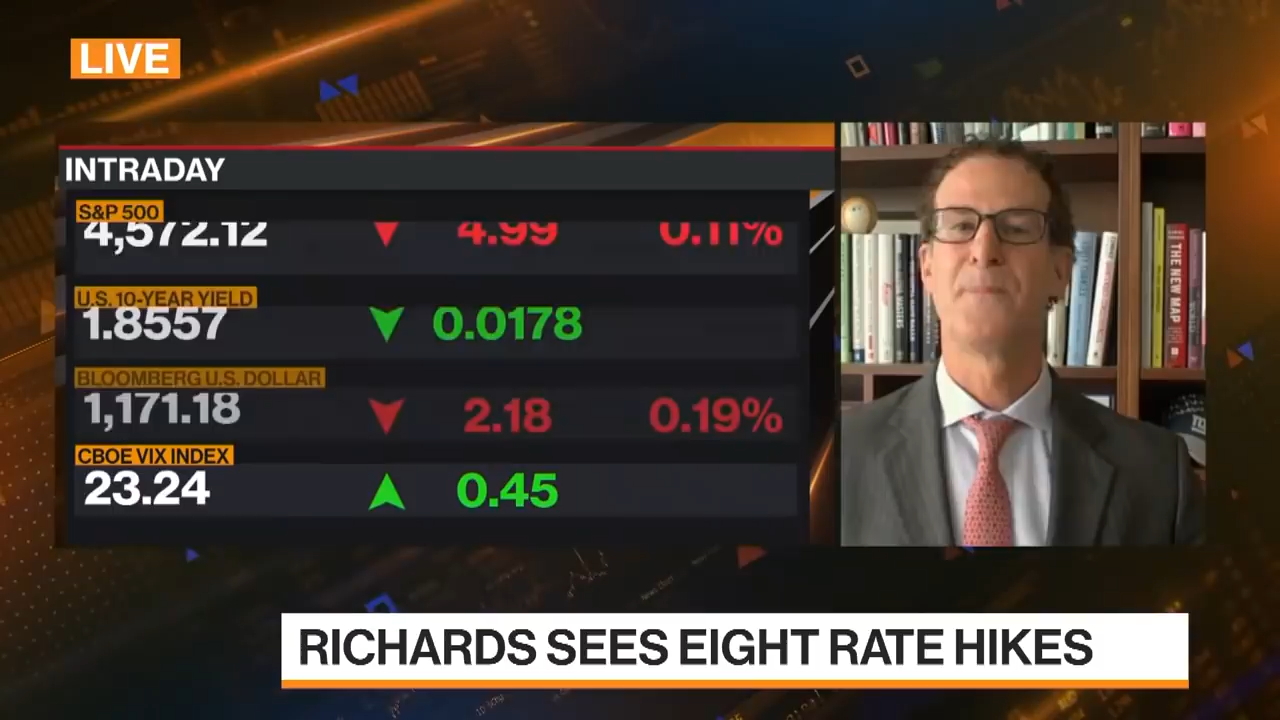 LIVE
INTRADAY
S&P 500
4,572.12 ▼ 4.99 0.11%
U.S. 10-YEAR YIELD
1.8557 ▼ 0.0178
BLOOMBERG U.S. DOLLAR
1,171.18 ▼ 2.18 0.19%
CBOE VIX INDEX
23.24 ▲ 0.45
THE NEW MAP
RICHARDS SEES EIGHT RATE HIKES